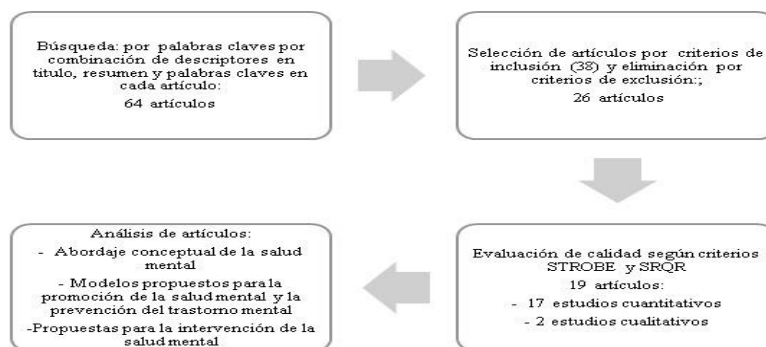 Búsqueda: por palabras claves por
combinación de descriptores en
titulo, resumen y palabras claves en
cada artículo:
64 artículos
Selección de artículos por criterios de
inclusión (38) y eliminación por
criterios de exclusión:;
26 artículos
Evaluación de calidad según criterios
STROBE y SRQR
19 artículos:
- 17 estudios cuantitativos
- 2 estudios cualitativos
Análisis de artículos:
- Abordaje conceptual de la salud
mental
- Modelos propuestos para la
promoción de la salud mental y la
prevención del trastorno mental
-Propuestas para la intervención de la
salud mental